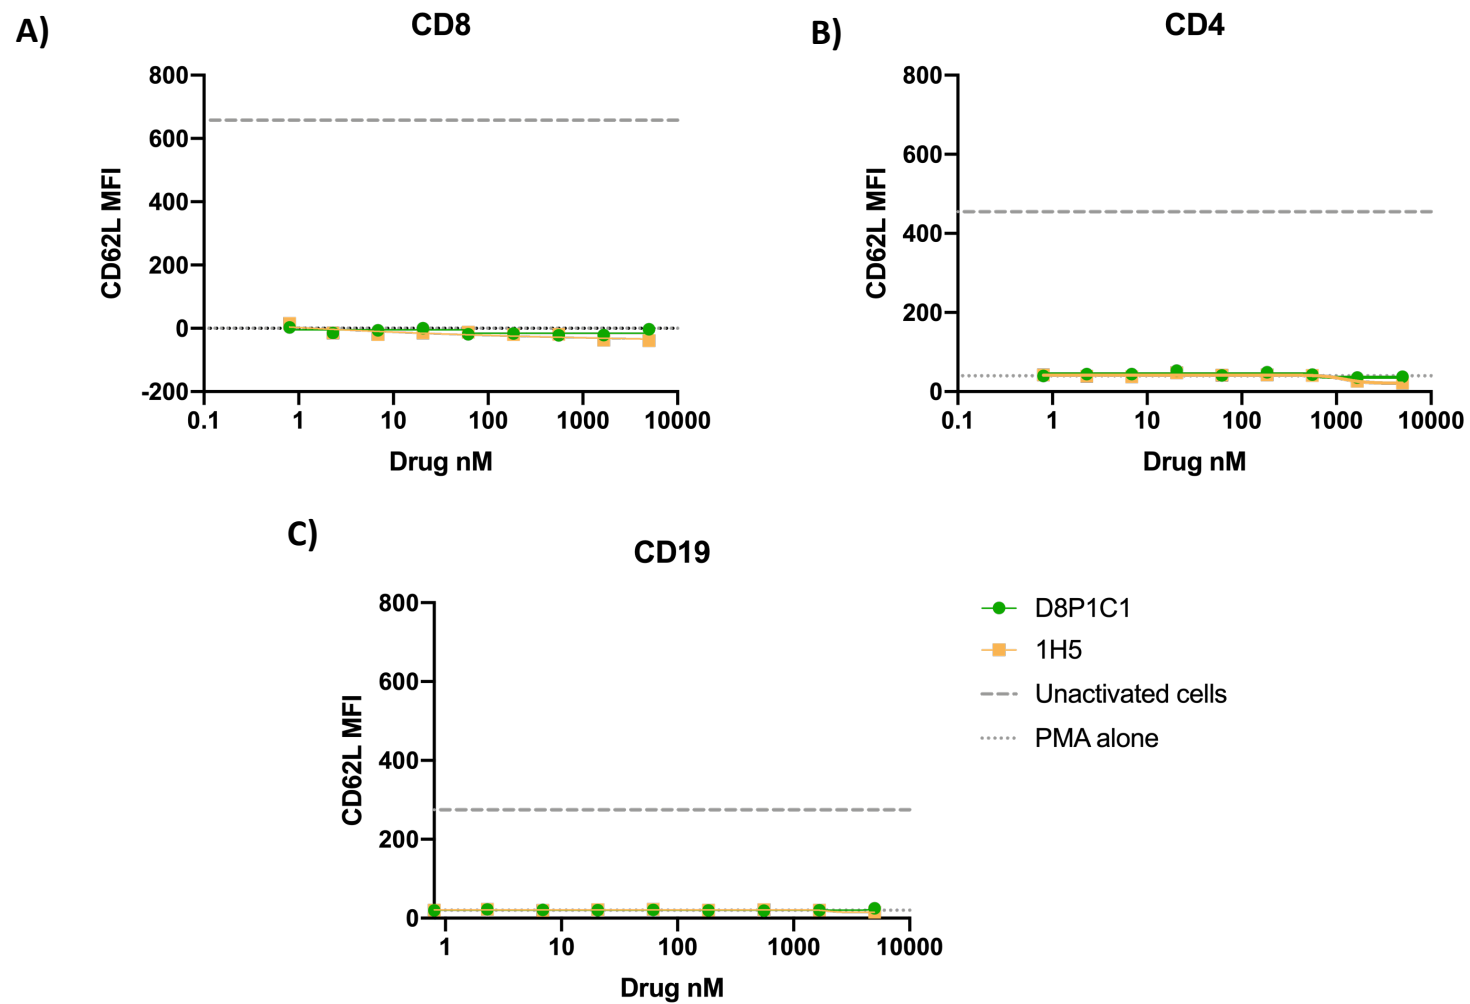 A)
CD8
800
600
400
200
0
-200
CD62L MFI
0.1 1 10 100 1000 10000
Drug nM
B)
CD4
800
600
400
200
0
CD62L MFI
0.1 1 10 100 1000 10000
Drug nM
C)
CD19
800
600
400
200
0
CD62L MFI
1 10 100 1000 10000
Drug nM
D8P1C1
1H5
Unactivated cells
PMA alone